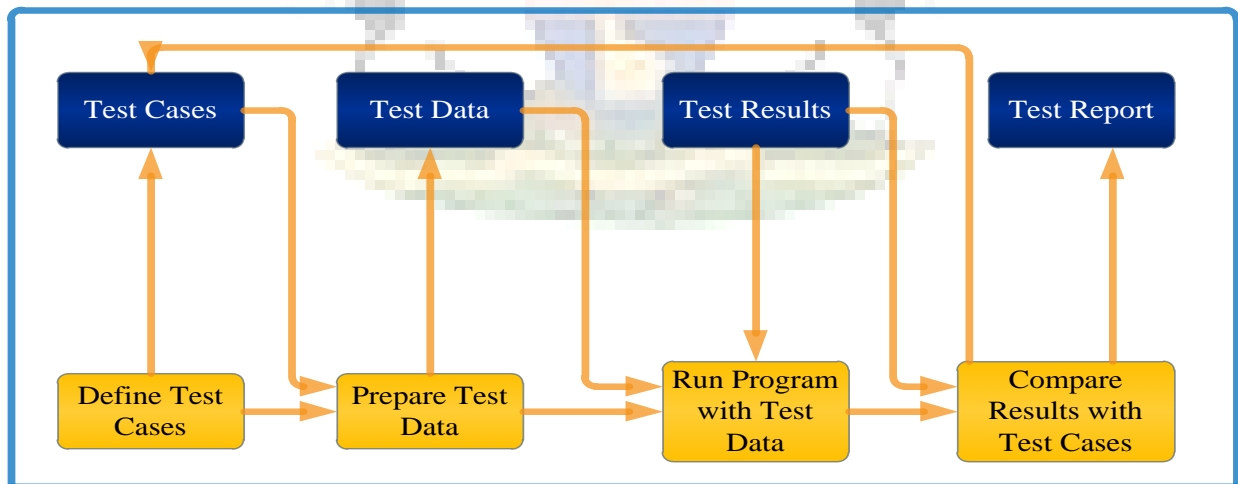 Test Cases
Test Data
Test Results
Test Report
Define Test
Cases
Prepare Test
Data
Run Program
with Test
Data
Compare
Results with
Test Cases